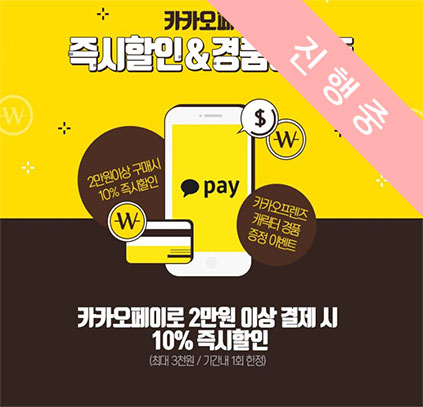 카카오페
즉시할인&경품
진행중
$
W
2만원이상 구매시
10% 즉시할인
pay
W
카카오프렌즈
캐릭터 경품
증정 이벤트
카카오페이로 2만원 이상 결제 시
10% 즉시할인
(최대 3천원 / 기간내 1회 한정)